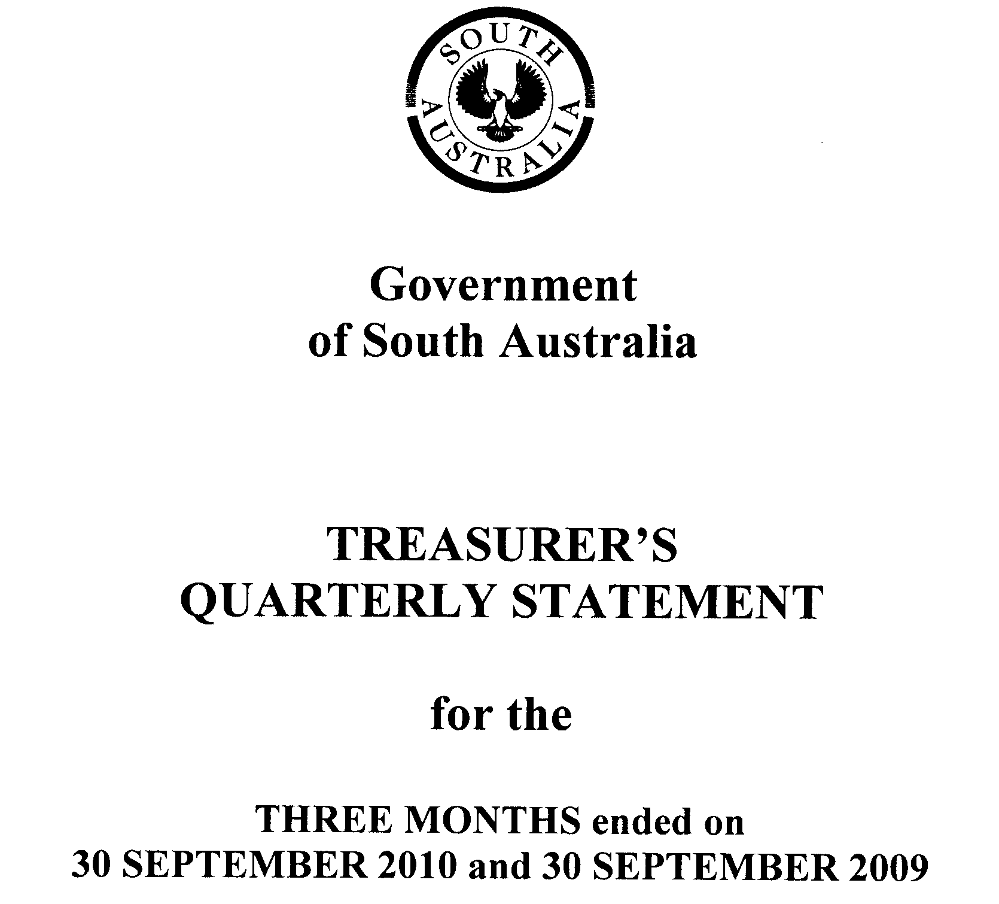 SOUTH
AUSTRALIA
Government
of South Australia
TREASURER'S
QUARTERLY STATEMENT
for the
THREE MONTHS ended on
30 SEPTEMBER 2010 and 30 SEPTEMBER 2009